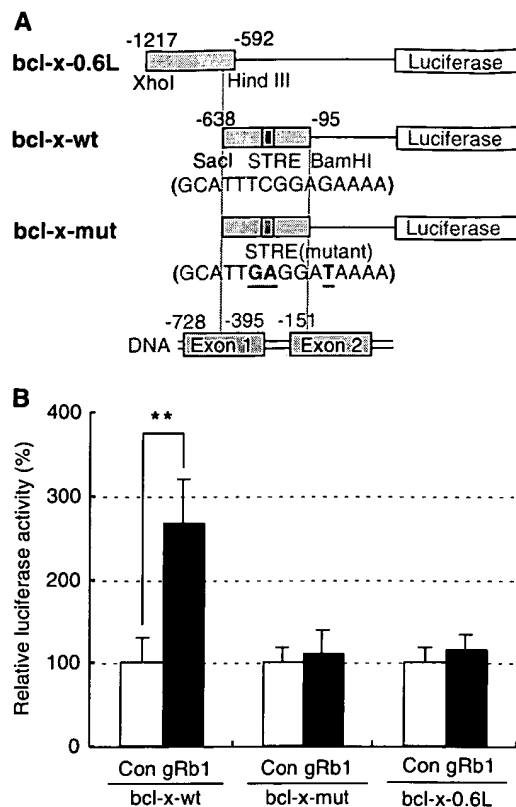 A
-1217 -592
bcl-x-0.6L Luciferase
XhoI Hind III
-638 -95
bcl-x-wt Luciferase
SacI STRE BamHI
(GCATTTCGGAGAAAA)
bcl-x-mut Luciferase
STRE(mutant)
(GCATTGAGGATAAAA)
-728 -395 -151
DNA Exon 1 Exon 2
B
Relative luciferase activity (%)
400
**
300
200
100
0
Con gRb1 Con gRb1 Con gRb1
bcl-x-wt bcl-x-mut bcl-x-0.6L